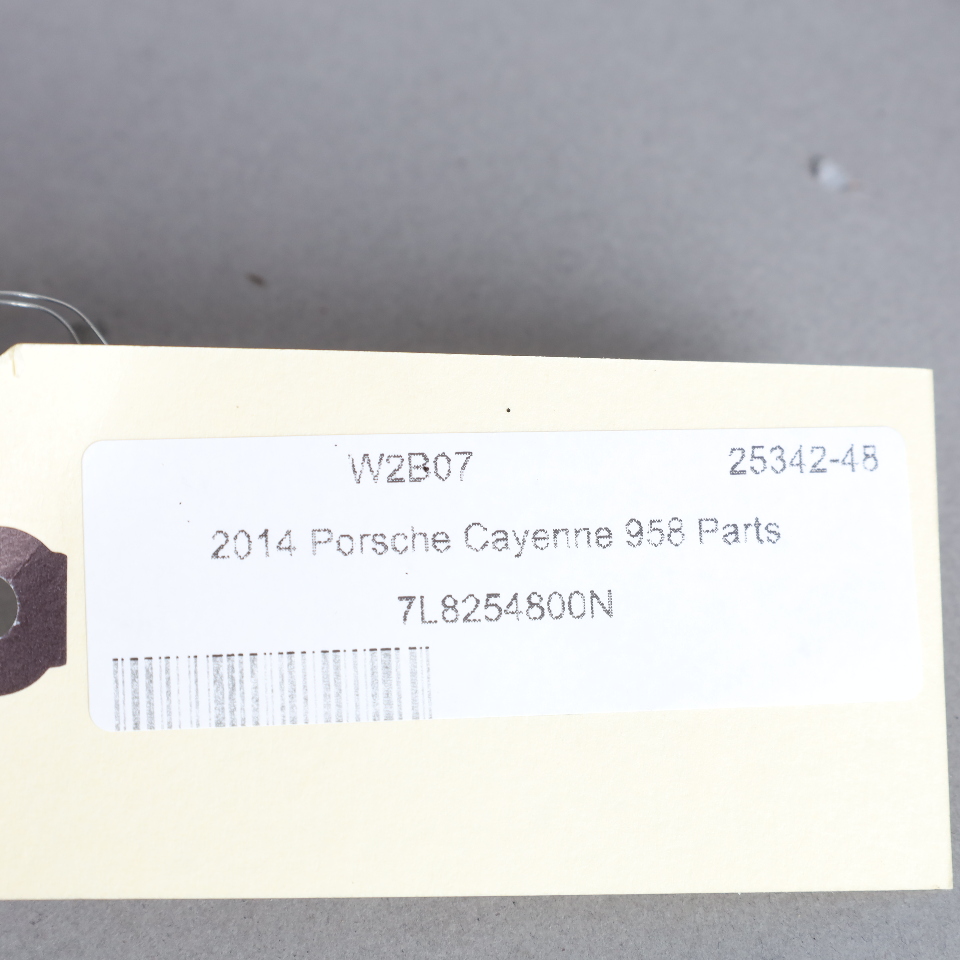 W2B07 25342-48
2014 Porsche Cayenne 958 Parts
7L8254800N